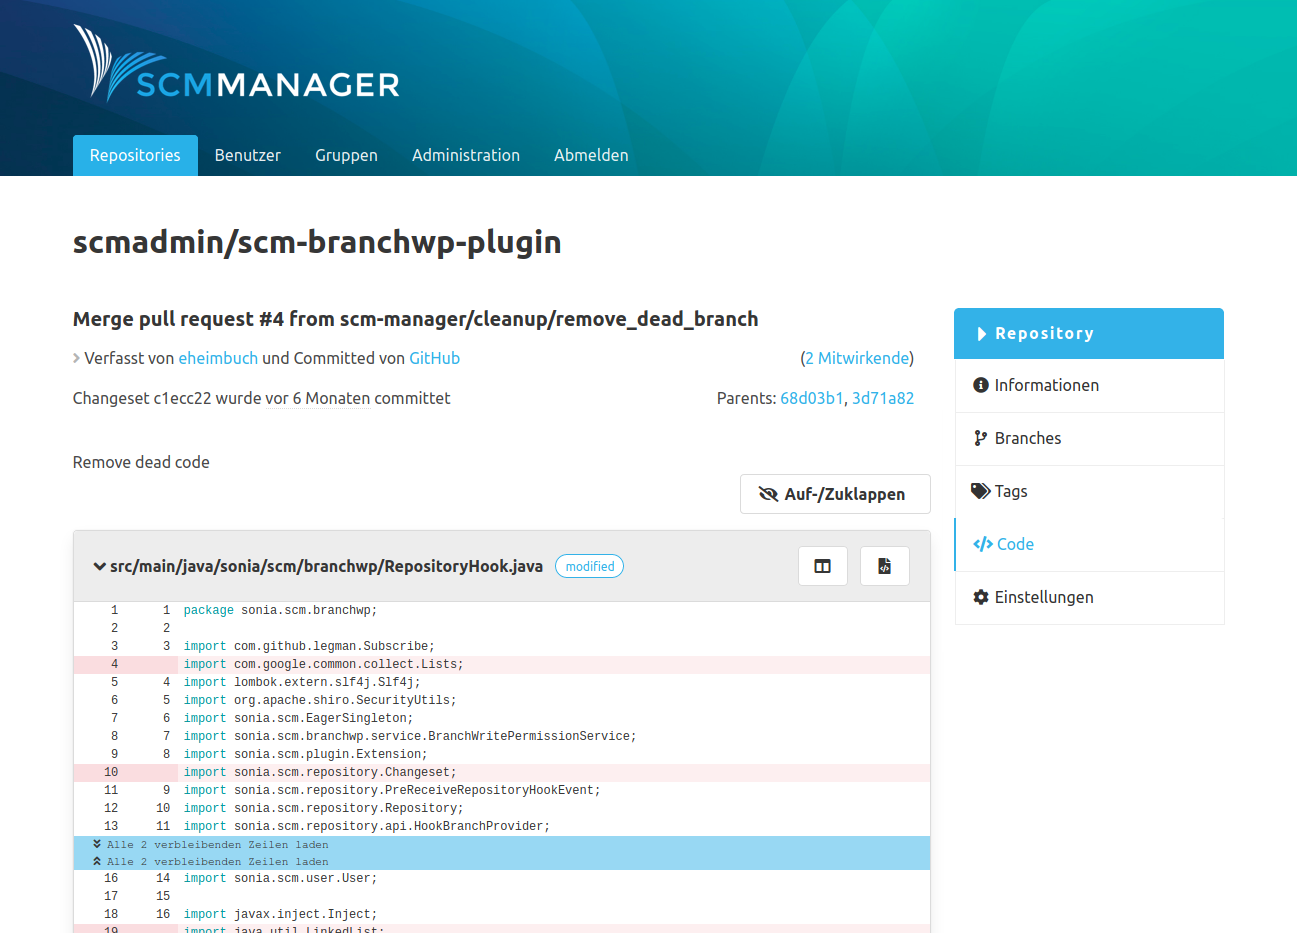 SCMMANAGER
Repositories Benutzer Gruppen Administration Abmelden
scmadmin/scm-branchwp-plugin
Merge pull request #4 from scm-manager/cleanup/remove_dead_branch
Verfasst von eheimbuch und Committed von GitHub (2 Mitwirkende)
Changeset c1ecc22 wurde vor 6 Monaten committet Parents: 68d03b1, 3d71a82
Remove dead code
Auf-/Zuklappen
src/main/java/sonia/scm/branchwp/RepositoryHook.java modified
1 1 package sonia.scm.branchwp;
2 2
3 3 import com.github.legman.Subscribe;
4 import com.google.common.collect.Lists;
5 4 import lombok.extern.slf4j.Slf4j;
6 5 import org.apache.shiro.SecurityUtils;
7 6 import sonia.scm.EagerSingleton;
8 7 import sonia.scm.branchwp.service.BranchWritePermissionService;
9 8 import sonia.scm.plugin.Extension;
10 import sonia.scm.repository.Changeset;
11 9 import sonia.scm.repository.PreReceiveRepositoryHookEvent;
12 10 import sonia.scm.repository.Repository;
13 11 import sonia.scm.repository.api.HookBranchProvider;
Alle 2 verbleibenden Zeilen laden
Alle 2 verbleibenden Zeilen laden
16 14 import sonia.scm.user.User;
17 15
18 16 import javax.inject.Inject;
19 import java.util.LinkedList;
Repository
Informationen
Branches
Tags
Code
Einstellungen